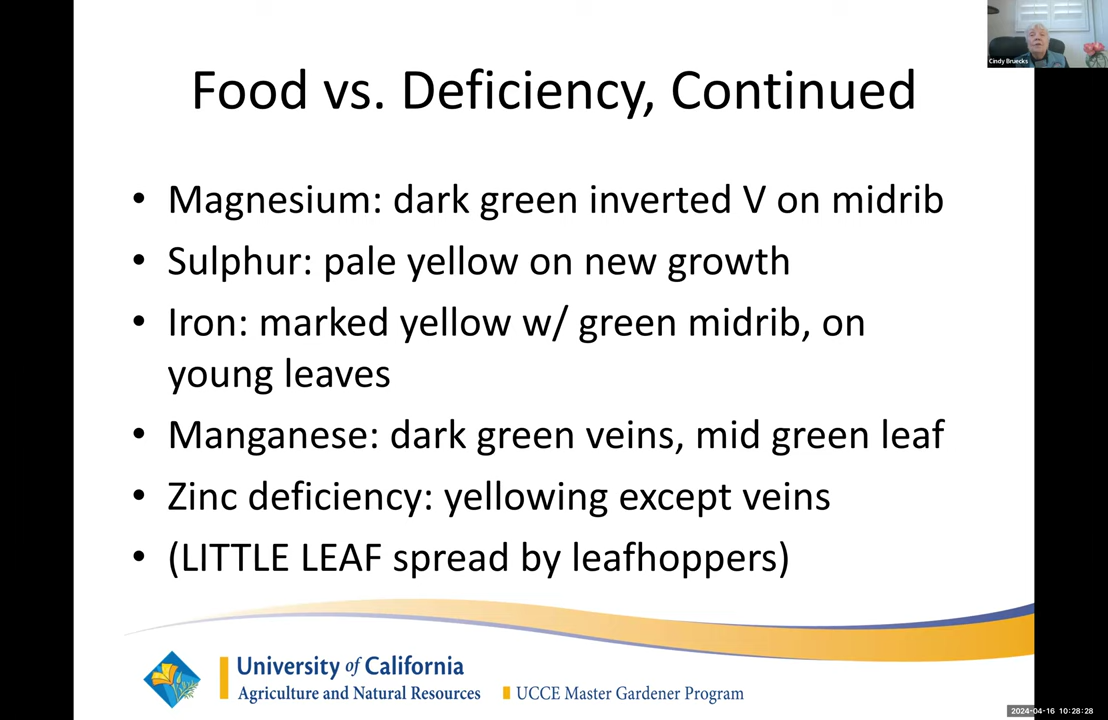 Cindy Bruecks
Food vs. Deficiency, Continued
• Magnesium: dark green inverted V on midrib
• Sulphur: pale yellow on new growth
• Iron: marked yellow w/ green midrib, on
young leaves
• Manganese: dark green veins, mid green leaf
• Zinc deficiency: yellowing except veins
• (LITTLE LEAF spread by leafhoppers)
University of California
Agriculture and Natural Resources
UCCE Master Gardener Program
2024-04-16 10:28:28